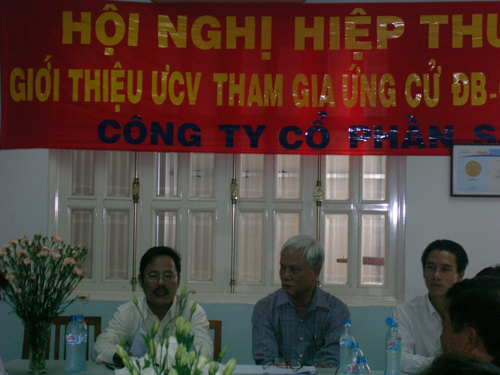 HỘI NGHỊ HIỆP THƯ
GIỚI THIỆU ƯCV THAM GIA ỨNG CỬ ĐB-
CÔNG TY CỔ PHẦN S